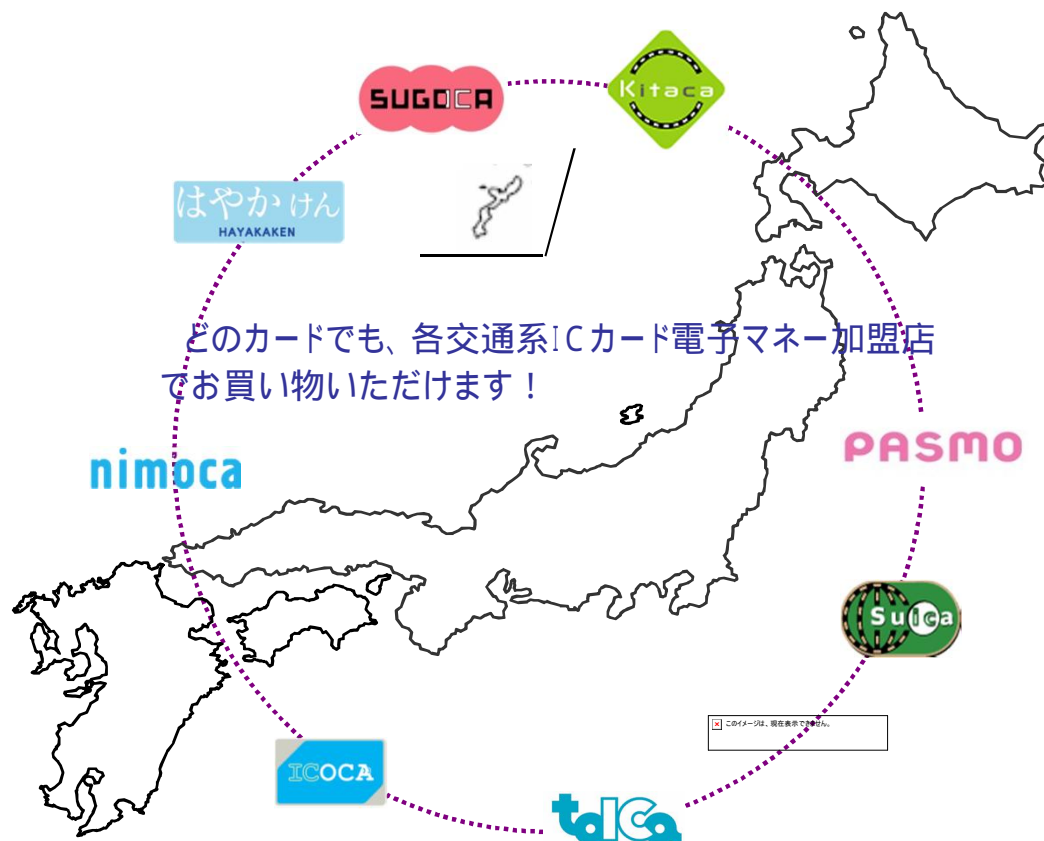 SUGOCA
Kitaca
はやかけん
HAYAKAKEN
どのカードでも、各交通系ICカード電子マネー加盟店
でお買い物いただけます！
PASMO
nimoca
Suica
このイメージは、現在表示できません。
ICOCA
toICa